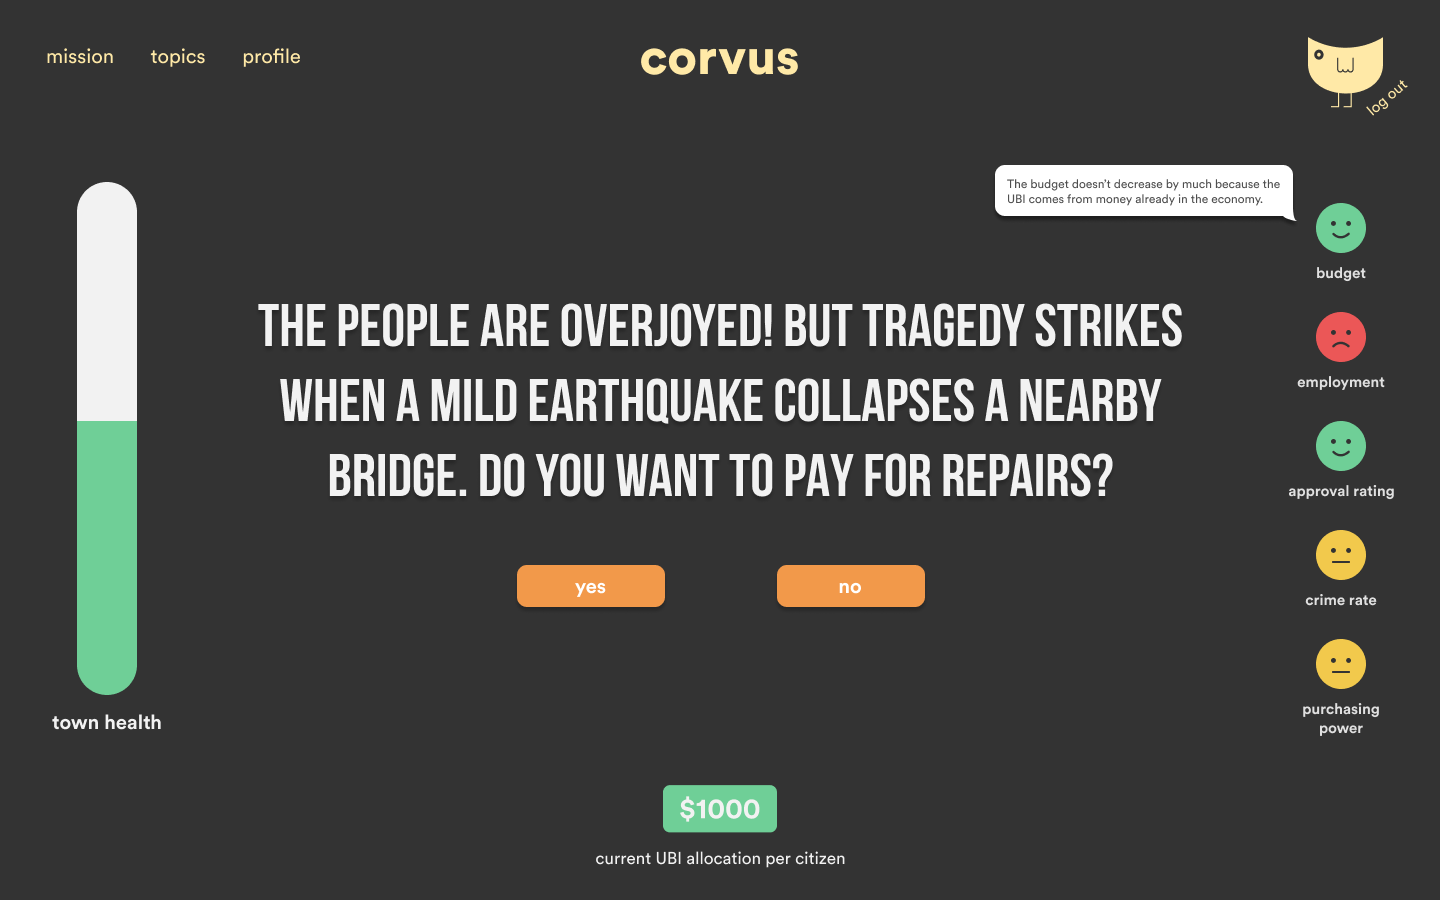 mission topics profile
corvus
log out
The budget doesn't decrease by much because the
UBI comes from money already in the economy.
budget
employment
approval rating
crime rate
purchasing
power
THE PEOPLE ARE OVERJOYED! BUT TRAGEDY STRIKES
WHEN A MILD EARTHQUAKE COLLAPSES A NEARBY
BRIDGE. DO YOU WANT TO PAY FOR REPAIRS?
yes
no
town health
$1000
current UBI allocation per citizen